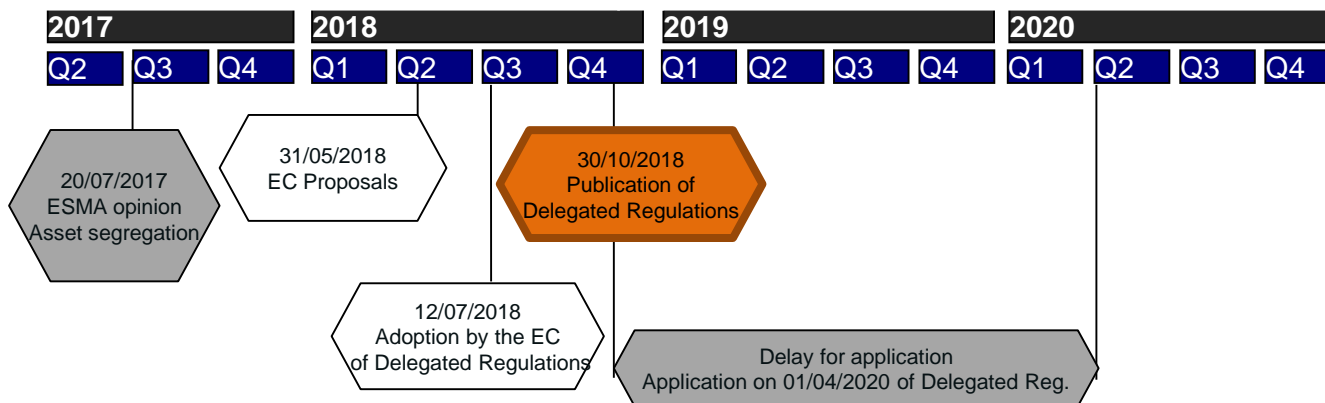 2017
2018
2019
2020
Q2
Q3
Q4
Q1
Q2
Q3
Q4
Q1
Q2
Q3
Q4
Q1
Q2
Q3
Q4
20/07/2017
ESMA opinion
Asset segregation
31/05/2018
EC Proposals
30/10/2018
Publication of
Delegated Regulations
12/07/2018
Adoption by the EC
of Delegated Regulations
Delay for application
Application on 01/04/2020 of Delegated Reg.